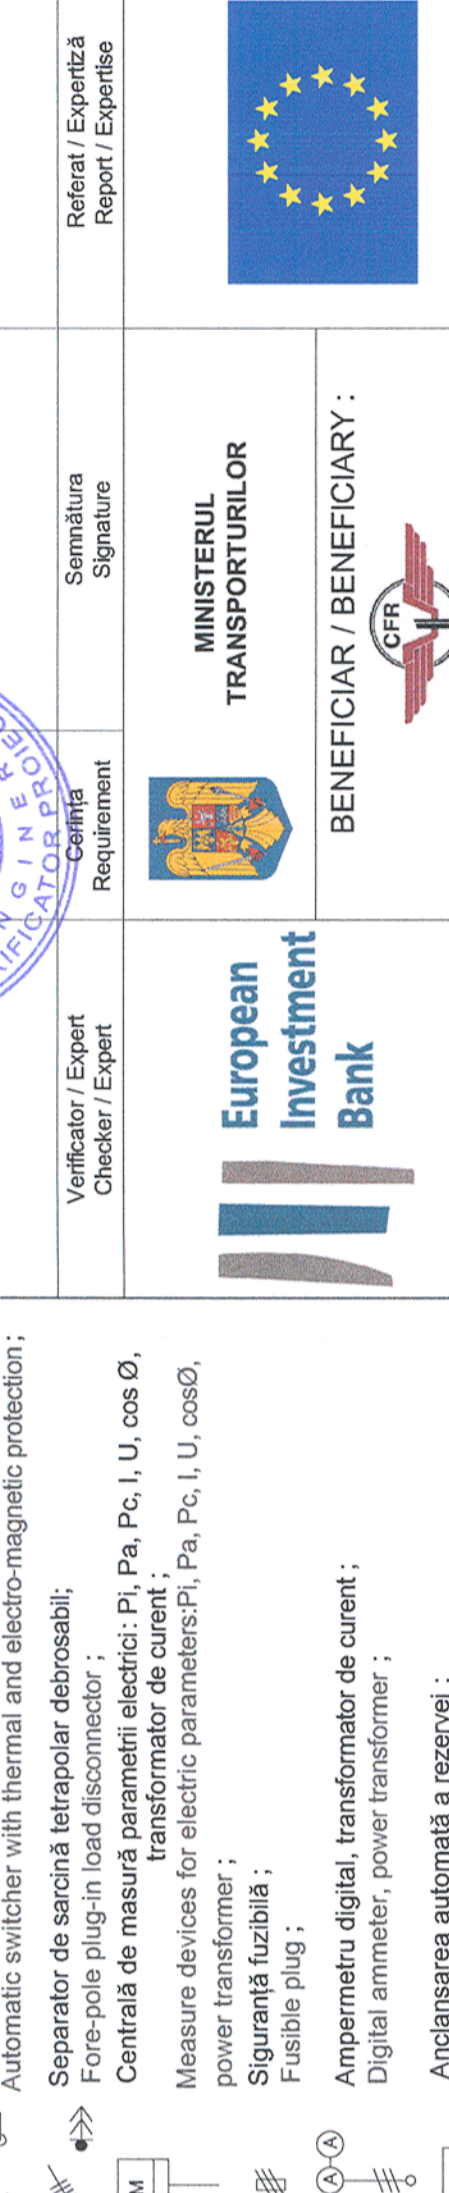 Automatic switcher with thermal and electro-magnetic protection ;
Separator de sarcină tetrapolar debrosabil;
Fore-pole plug-in load disconnector ;
M
Centrală de masură parametrii electrici : Pi, Pa, Pc, I, U, cos Ø,
transformator de curent ;
Measure devices for electric parameters:Pi, Pa, Pc, I, U, cosØ,
power transformer ;
Siguranță fuzibilă ;
Fusible plug ;
A A
Ampermetru digital, transformator de curent ;
Digital ammeter, power transformer ;
Anclansarea automată a rezervei ;
Verificator / Expert
Checker / Expert
Cerința
Requirement
Semnătura
Signature
Referat / Expertiză
Report / Expertise
European
Investment
Bank
MINISTERUL
TRANSPORTURILOR
BENEFICIAR / BENEFICIARY :
CFR